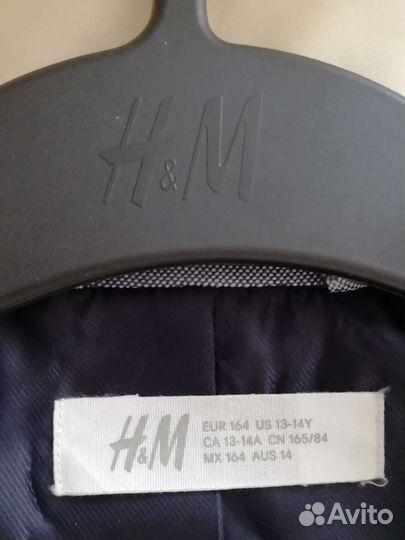 H&M
H&M
EUR 164 US 13-14Y
CA 13-14A CN 165/84
MX 164 AUS 14
Avito